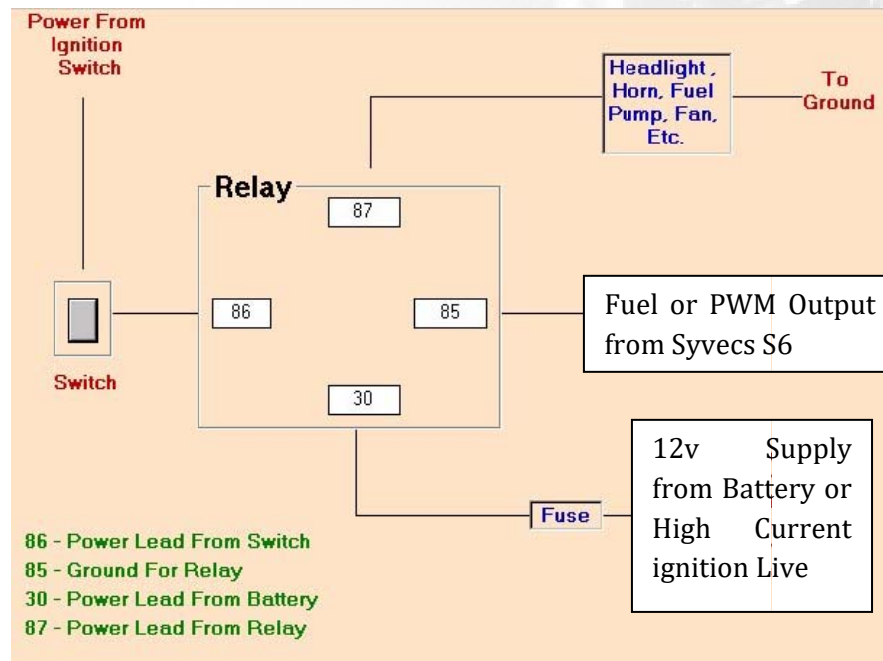 Power From
Ignition
Switch
Headlight ,
Horn, Fuel
Pump, Fan,
Etc.
To
Ground
Relay
87
86
85
30
Switch
Fuel or PWM Output
from Syvecs S6
Fuse
12v Supply
from Battery or
High Current
ignition Live
86 - Power Lead From Switch
85 - Ground For Relay
30 - Power Lead From Battery
87 - Power Lead From Relay